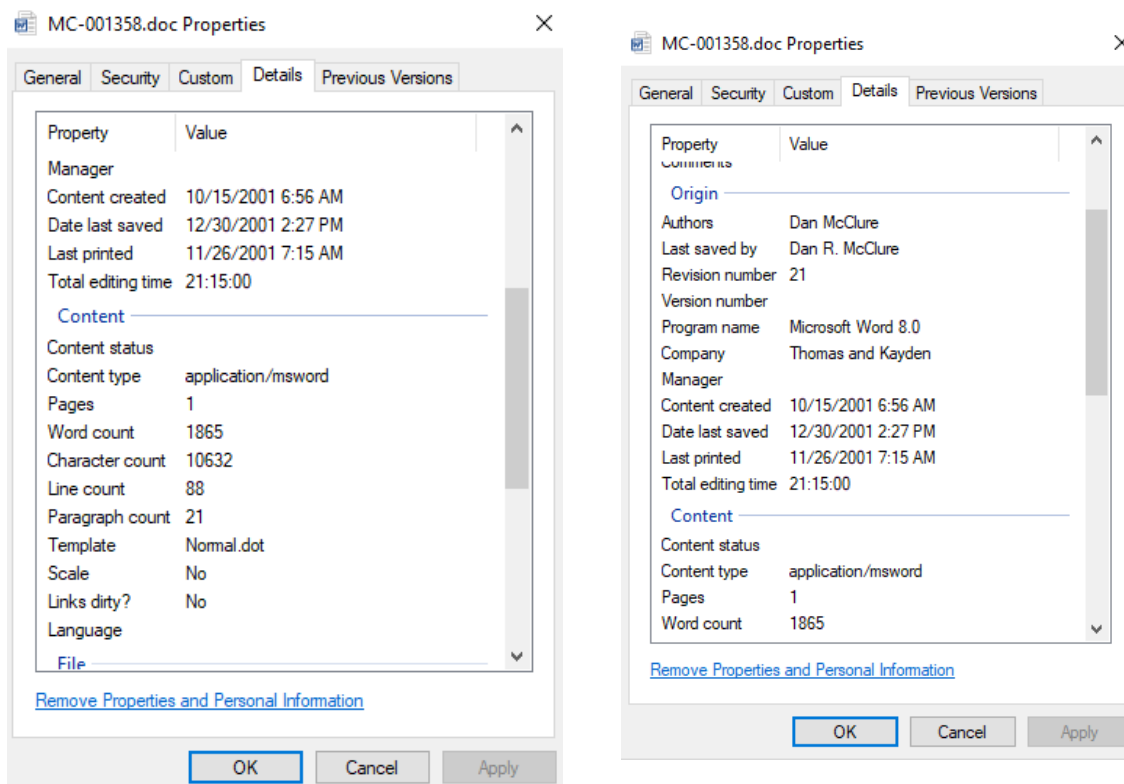 MC-001358.doc Properties
General Security Custom Details Previous Versions
Property Value
Manager
Content created 10/15/2001 6:56 AM
Date last saved 12/30/2001 2:27 PM
Last printed 11/26/2001 7:15 AM
Total editing time 21:15:00
Content
Content status
Content type application/msword
Pages 1
Word count 1865
Character count 10632
Line count 88
Paragraph count 21
Template Normal.dot
Scale No
Links dirty? No
Language
File
Remove Properties and Personal Information
OK Cancel Apply
MC-001358.doc Properties
General Security Custom Details Previous Versions
Property Value
Comments
Origin
Authors Dan McClure
Last saved by Dan R. McClure
Revision number 21
Version number
Program name Microsoft Word 8.0
Company Thomas and Kayden
Manager
Content created 10/15/2001 6:56 AM
Date last saved 12/30/2001 2:27 PM
Last printed 11/26/2001 7:15 AM
Total editing time 21:15:00
Content
Content status
Content type application/msword
Pages 1
Word count 1865
Remove Properties and Personal Information
OK Cancel Apply